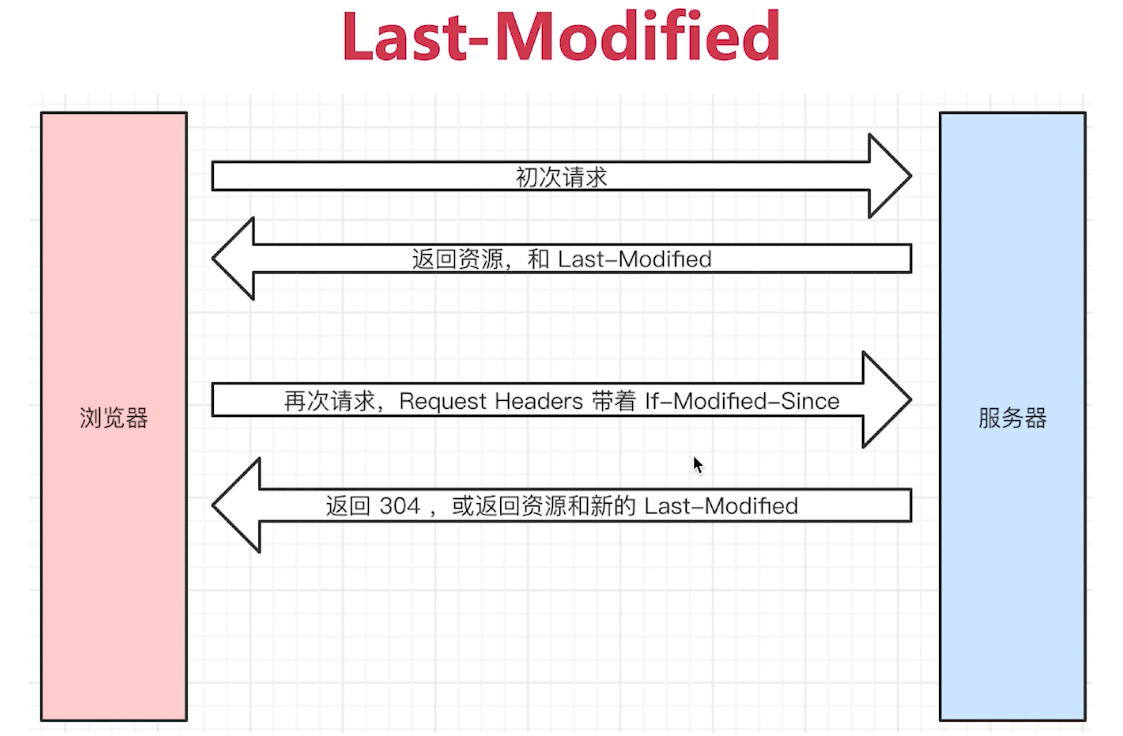 Last-Modified
初次请求
返回资源，和 Last-Modified
再次请求，Request Headers 带着 If-Modified-Since
浏览器
服务器
返回 304 ，或返回资源和新的 Last-Modified